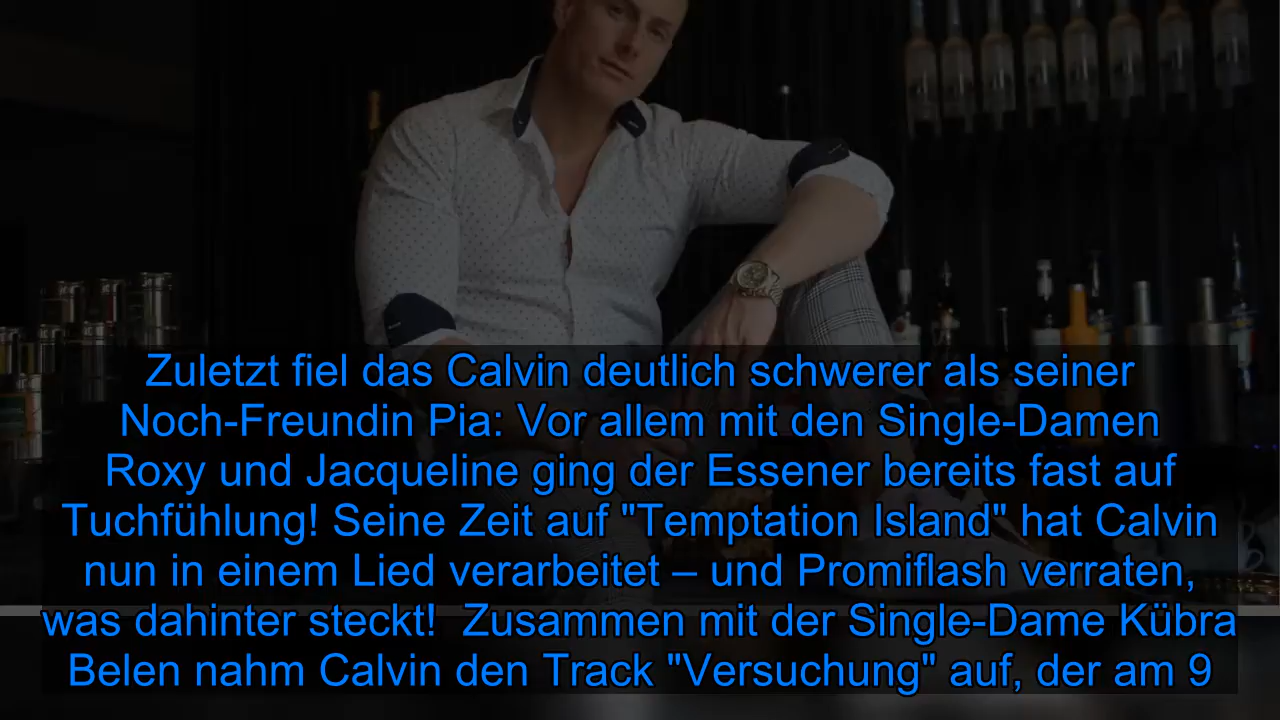 Zuletzt fiel das Calvin deutlich schwerer als seiner
Noch-Freundin Pia: Vor allem mit den Single-Damen
Roxy und Jacqueline ging der Essener bereits fast auf
Tuchfühlung! Seine Zeit auf "Temptation Island" hat Calvin
nun in einem Lied verarbeitet – und Promiflash verraten,
was dahinter steckt!  Zusammen mit der Single-Dame Kübra
Belen nahm Calvin den Track "Versuchung" auf, der am 9